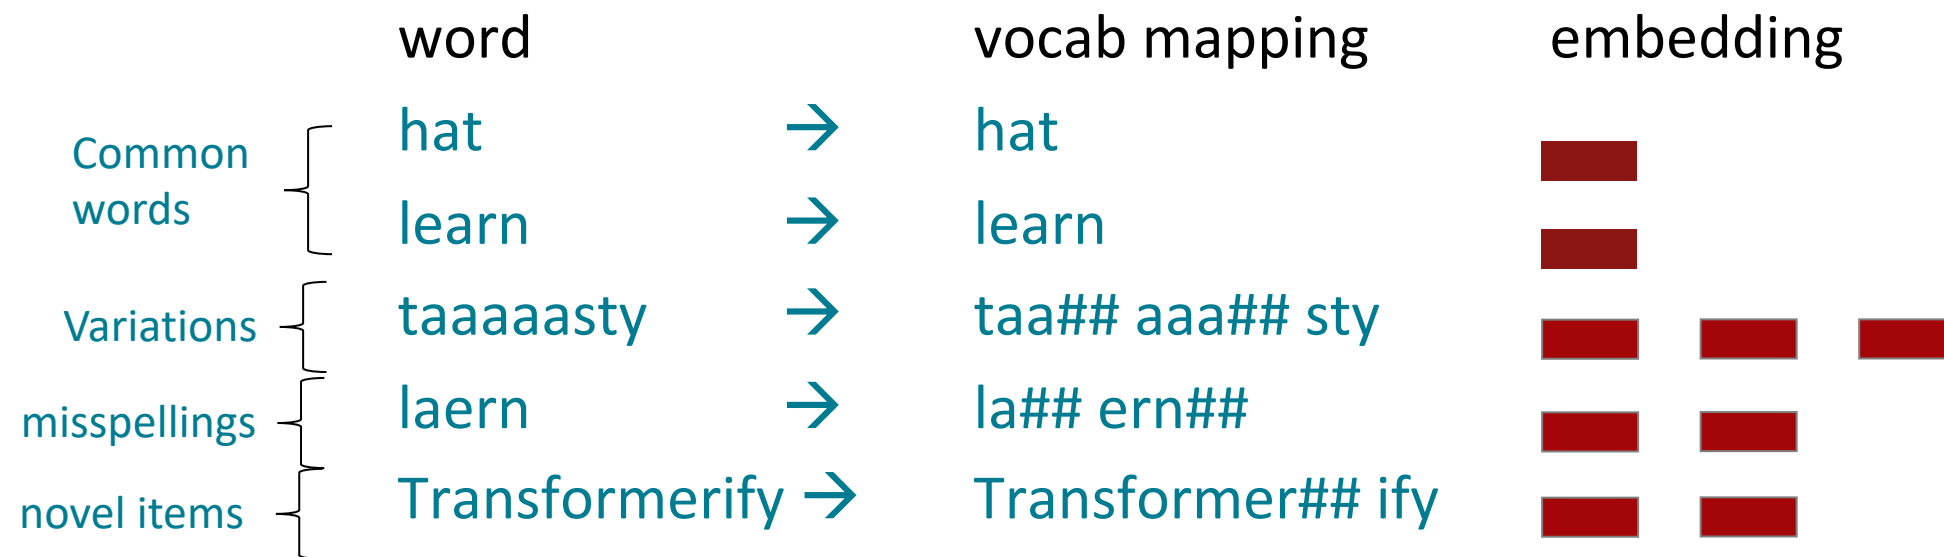 word vocab mapping embedding
Common words
hat → hat
learn → learn
Variations
taaaaasty → taa## aaa## sty
misspellings
laern → la## ern##
novel items
Transformerify → Transformer## ify